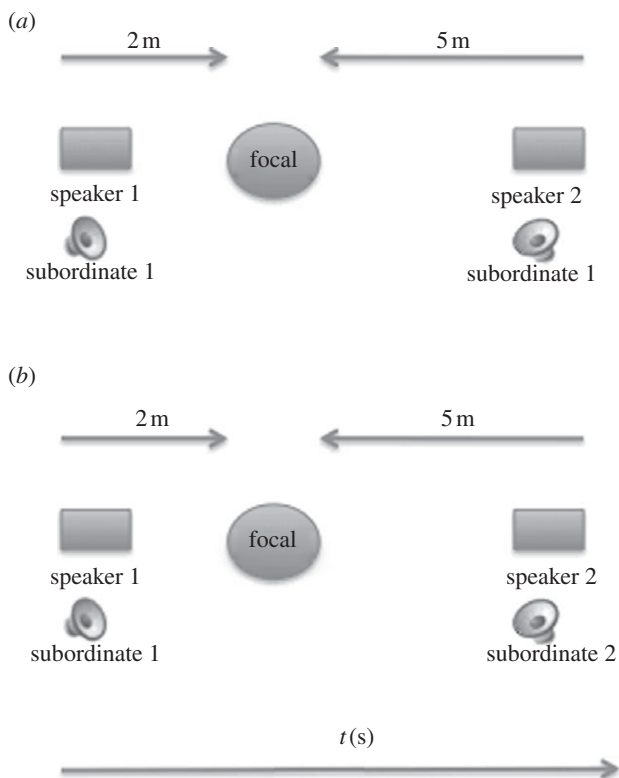 (a)
2 m 5 m
focal
speaker 1 speaker 2
subordinate 1 subordinate 1
(b)
2 m 5 m
focal
speaker 1 speaker 2
subordinate 1 subordinate 2
t(s)